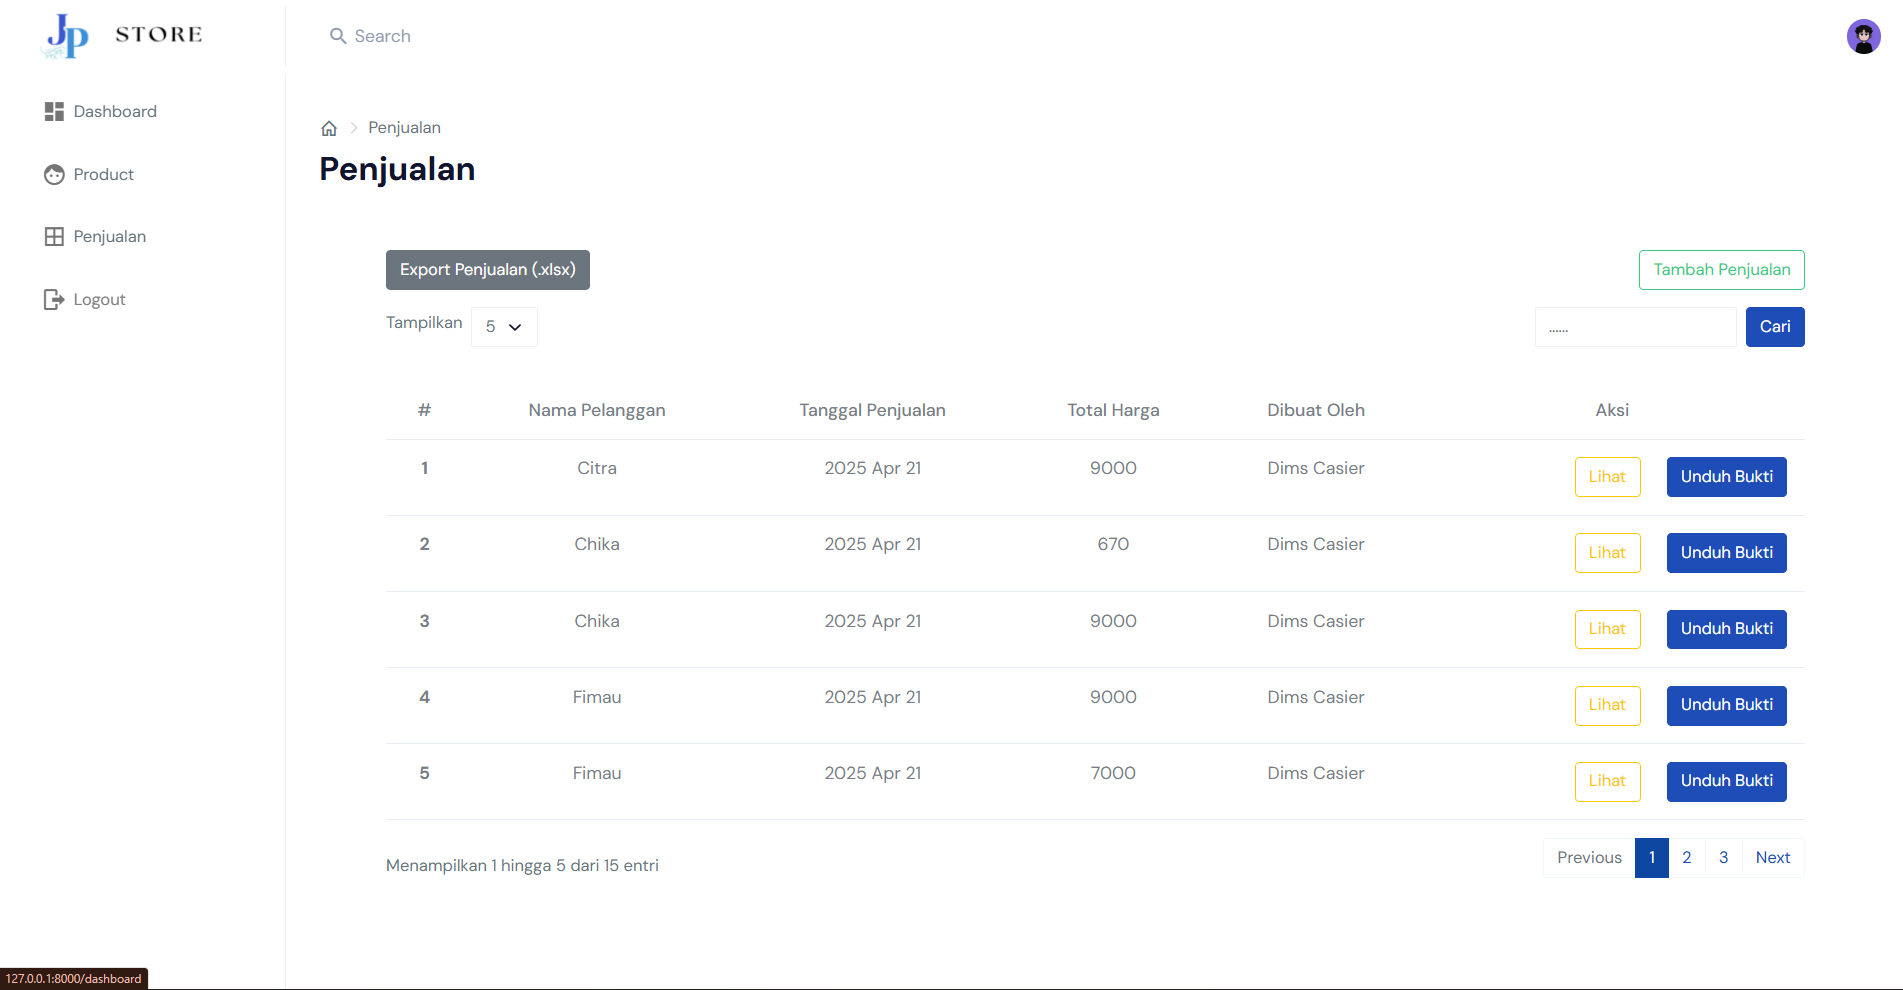 JP STORE
Search
Dashboard
Product
Penjualan
Logout
Penjualan
Penjualan
Export Penjualan (.xlsx)
Tambah Penjualan
Tampilkan 5
...... Cari
# Nama Pelanggan Tanggal Penjualan Total Harga Dibuat Oleh Aksi
1 Citra 2025 Apr 21 9000 Dims Casier Lihat Unduh Bukti
2 Chika 2025 Apr 21 670 Dims Casier Lihat Unduh Bukti
3 Chika 2025 Apr 21 9000 Dims Casier Lihat Unduh Bukti
4 Fimau 2025 Apr 21 9000 Dims Casier Lihat Unduh Bukti
5 Fimau 2025 Apr 21 7000 Dims Casier Lihat Unduh Bukti
Menampilkan 1 hingga 5 dari 15 entri
Previous 1 2 3 Next
127.0.0.1:8000/dashboard